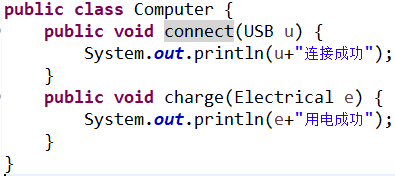 public class Computer {
    public void connect(USB u) {
        System.out.println(u+"连接成功");
    }
    public void charge(Electrical e) {
        System.out.println(e+"用电成功");
    }
}